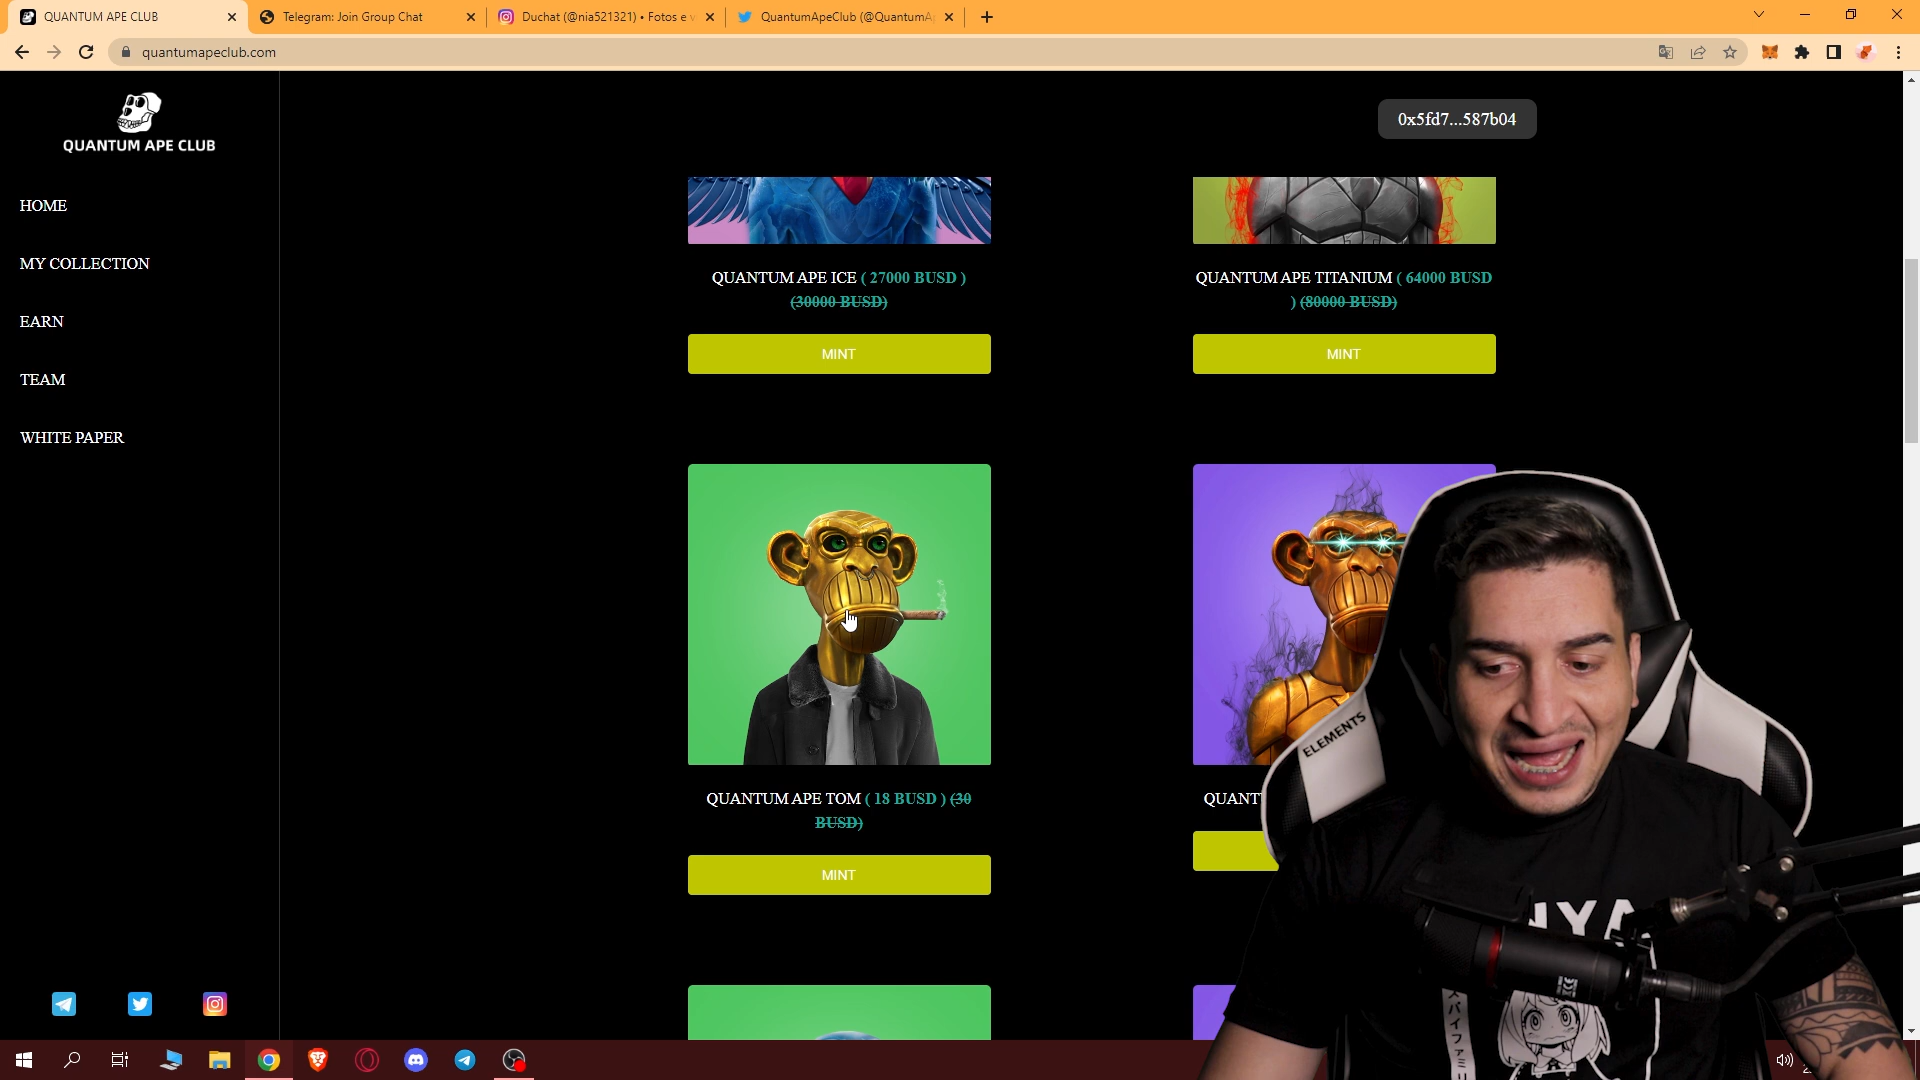 QUANTUM APE CLUB
Telegram: Join Group Chat
Duchat (@nia521321) • Fotos e v
QuantumApeClub (@QuantumA
quantumapeclub.com
QUANTUM APE CLUB
HOME
MY COLLECTION
EARN
TEAM
WHITE PAPER
0x5fd7...587b04
QUANTUM APE ICE ( 27000 BUSD )
(30000 BUSD)
MINT
QUANTUM APE TITANIUM ( 64000 BUSD
) (80000 BUSD)
MINT
QUANTUM APE TOM ( 18 BUSD ) (30
BUSD)
MINT
QUANT
ELEMENTS